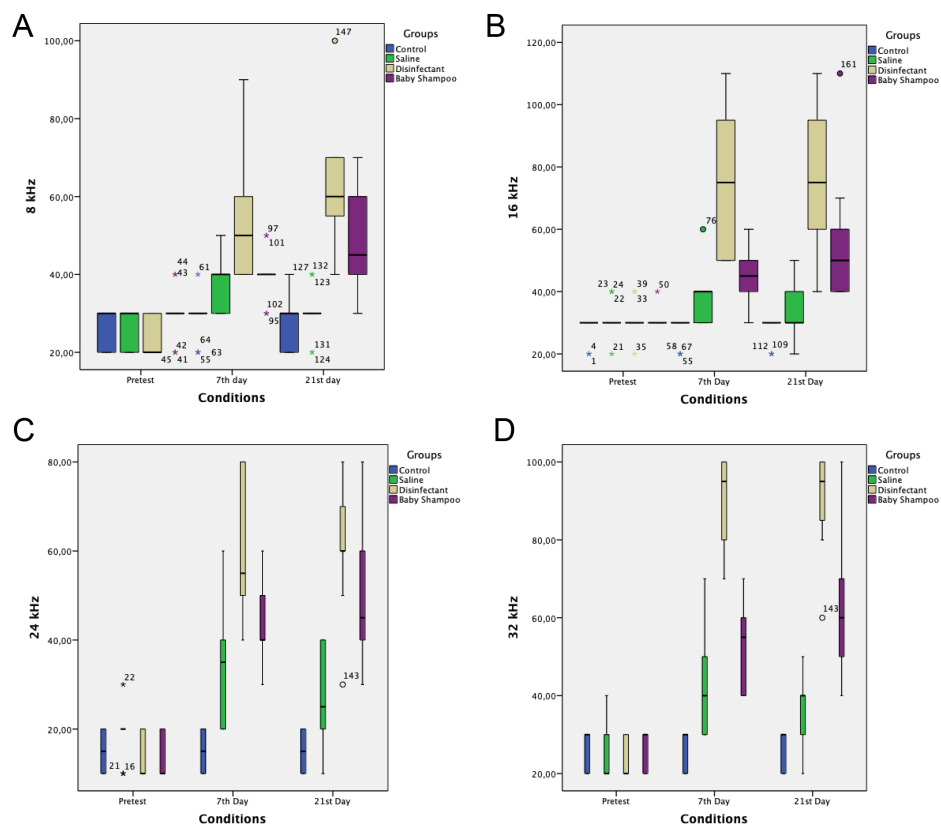 A
Groups
Control
Saline
Disinfectant
Baby Shampoo
8 kHz
100,00
80,00
60,00
40,00
20,00
147
44
43
42
45 41
61
64
55 63
97
101
102
95
127 132
123
131
124
Pretest 7th day 21st day
Conditions
B
Groups
Control
Saline
Disinfectant
Baby Shampoo
16 kHz
120,00
100,00
80,00
60,00
40,00
20,00
161
76
23 24 39 50
22 33
4 21 35 58 67 112 109
1 55
Pretest 7th Day 21st Day
Conditions
C
Groups
Control
Saline
Disinfectant
Baby Shampoo
24 kHz
80,00
60,00
40,00
20,00
22
21 16
143
Pretest 7th Day 21st Day
Conditions
D
Groups
Control
Saline
Disinfectant
Baby Shampoo
32 kHz
100,00
80,00
60,00
40,00
20,00
143
Pretest 7th Day 21st Day
Conditions